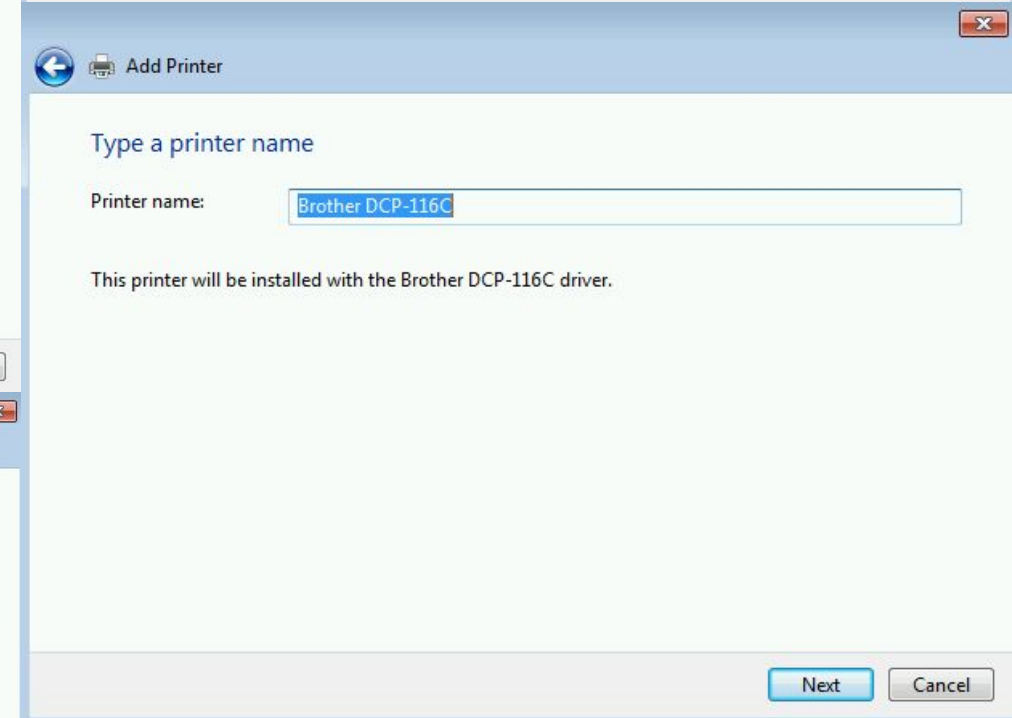 Add Printer
Type a printer name
Printer name:
Brother DCP-116C
This printer will be installed with the Brother DCP-116C driver.
Next
Cancel